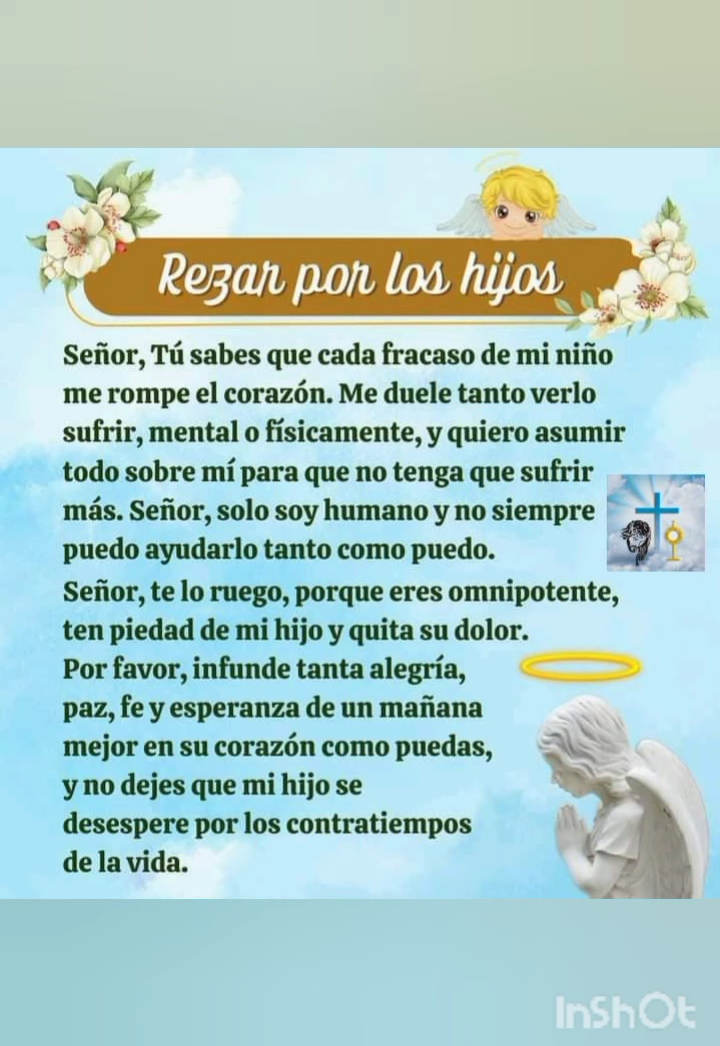 Rezar por los hijos
Señor, Tú sabes que cada fracaso de mi niño
me rompe el corazón. Me duele tanto verlo
sufrir, mental o físicamente, y quiero asumir
todo sobre mí para que no tenga que sufrir
más. Señor, solo soy humano y no siempre
puedo ayudarlo tanto como puedo.
Señor, te lo ruego, porque eres omnipotente,
ten piedad de mi hijo y quita su dolor.
Por favor, infunde tanta alegría,
paz, fe y esperanza de un mañana
mejor en su corazón como puedas,
y no dejes que mi hijo se
desespere por los contratiempos
de la vida.
InShOt